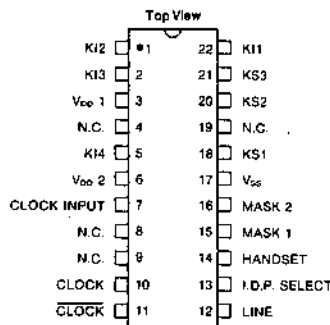 Top View
KI2 1 22 KI1
KI3 2 21 KS3
VDD 1 3 20 KS2
N.C. 4 19 N.C.
KI4 5 18 KS1
VDD 2 6 17 VSS
CLOCK INPUT 7 16 MASK 2
N.C. 8 15 MASK 1
N.C. 9 14 HANDSET
CLOCK 10 13 I.D.P. SELECT
CLOCK 11 12 LINE